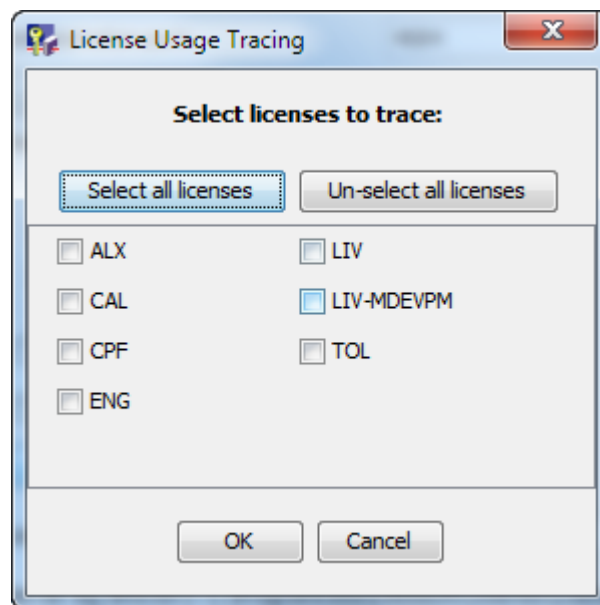 License Usage Tracing
Select licenses to trace:
Select all licenses Un-select all licenses
ALX LIV
CAL LIV-MDEVPM
CPF TOL
ENG
OK Cancel